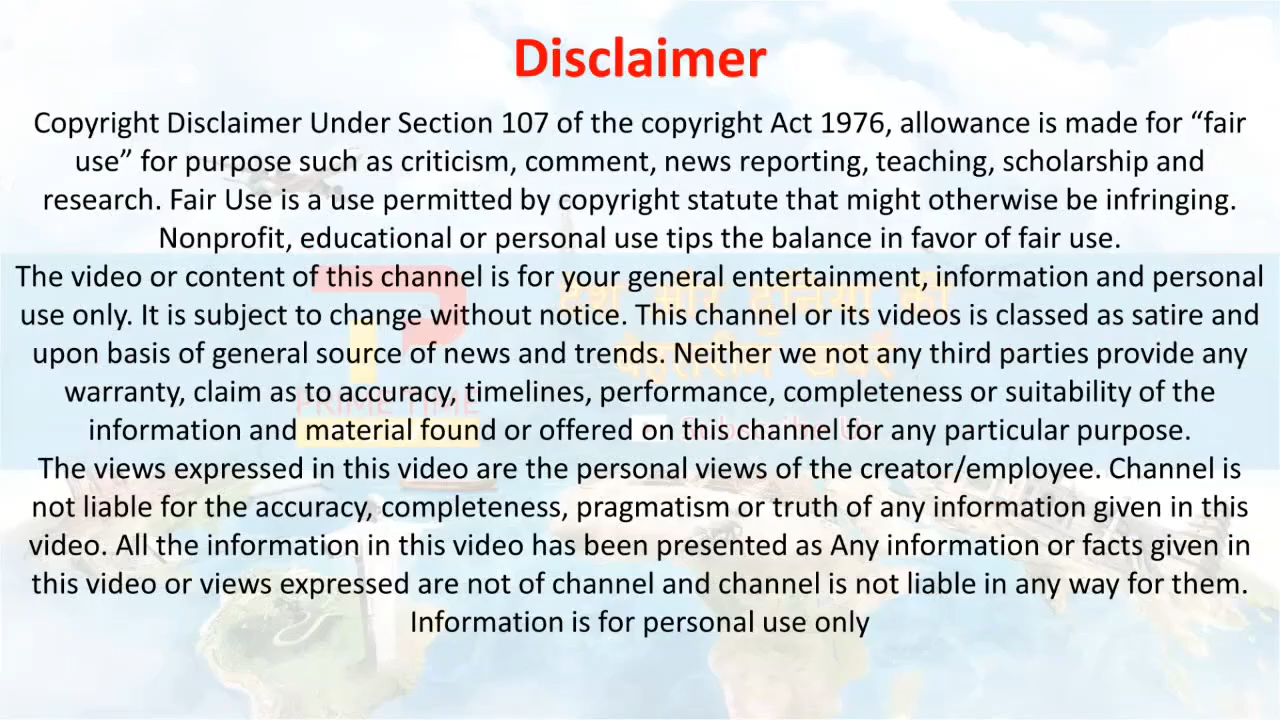 Disclaimer
Copyright Disclaimer Under Section 107 of the copyright Act 1976, allowance is made for “fair
use” for purpose such as criticism, comment, news reporting, teaching, scholarship and
research. Fair Use is a use permitted by copyright statute that might otherwise be infringing.
Nonprofit, educational or personal use tips the balance in favor of fair use.
The video or content of this channel is for your general entertainment, information and personal
use only. It is subject to change without notice. This channel or its videos is classed as satire and
upon basis of general source of news and trends. Neither we not any third parties provide any
warranty, claim as to accuracy, timelines, performance, completeness or suitability of the
information and material found or offered on this channel for any particular purpose.
The views expressed in this video are the personal views of the creator/employee. Channel is
not liable for the accuracy, completeness, pragmatism or truth of any information given in this
video. All the information in this video has been presented as Any information or facts given in
this video or views expressed are not of channel and channel is not liable in any way for them.
Information is for personal use only
देश और दुनिया की
बेहतरीन खबरें
PRIME TIME
Subscribe Us